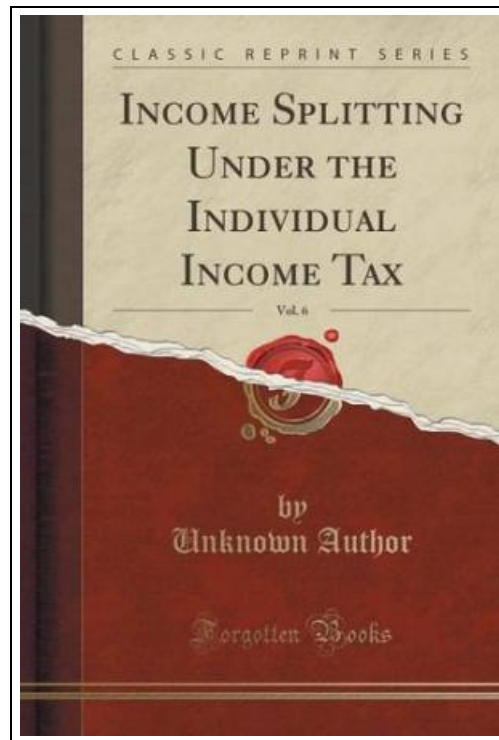 CLASSIC REPRINT SERIES
INCOME SPLITTING
UNDER THE
INDIVIDUAL
INCOME TAX
Vol. 6
F
by
Unknown Author
Forgotten Books